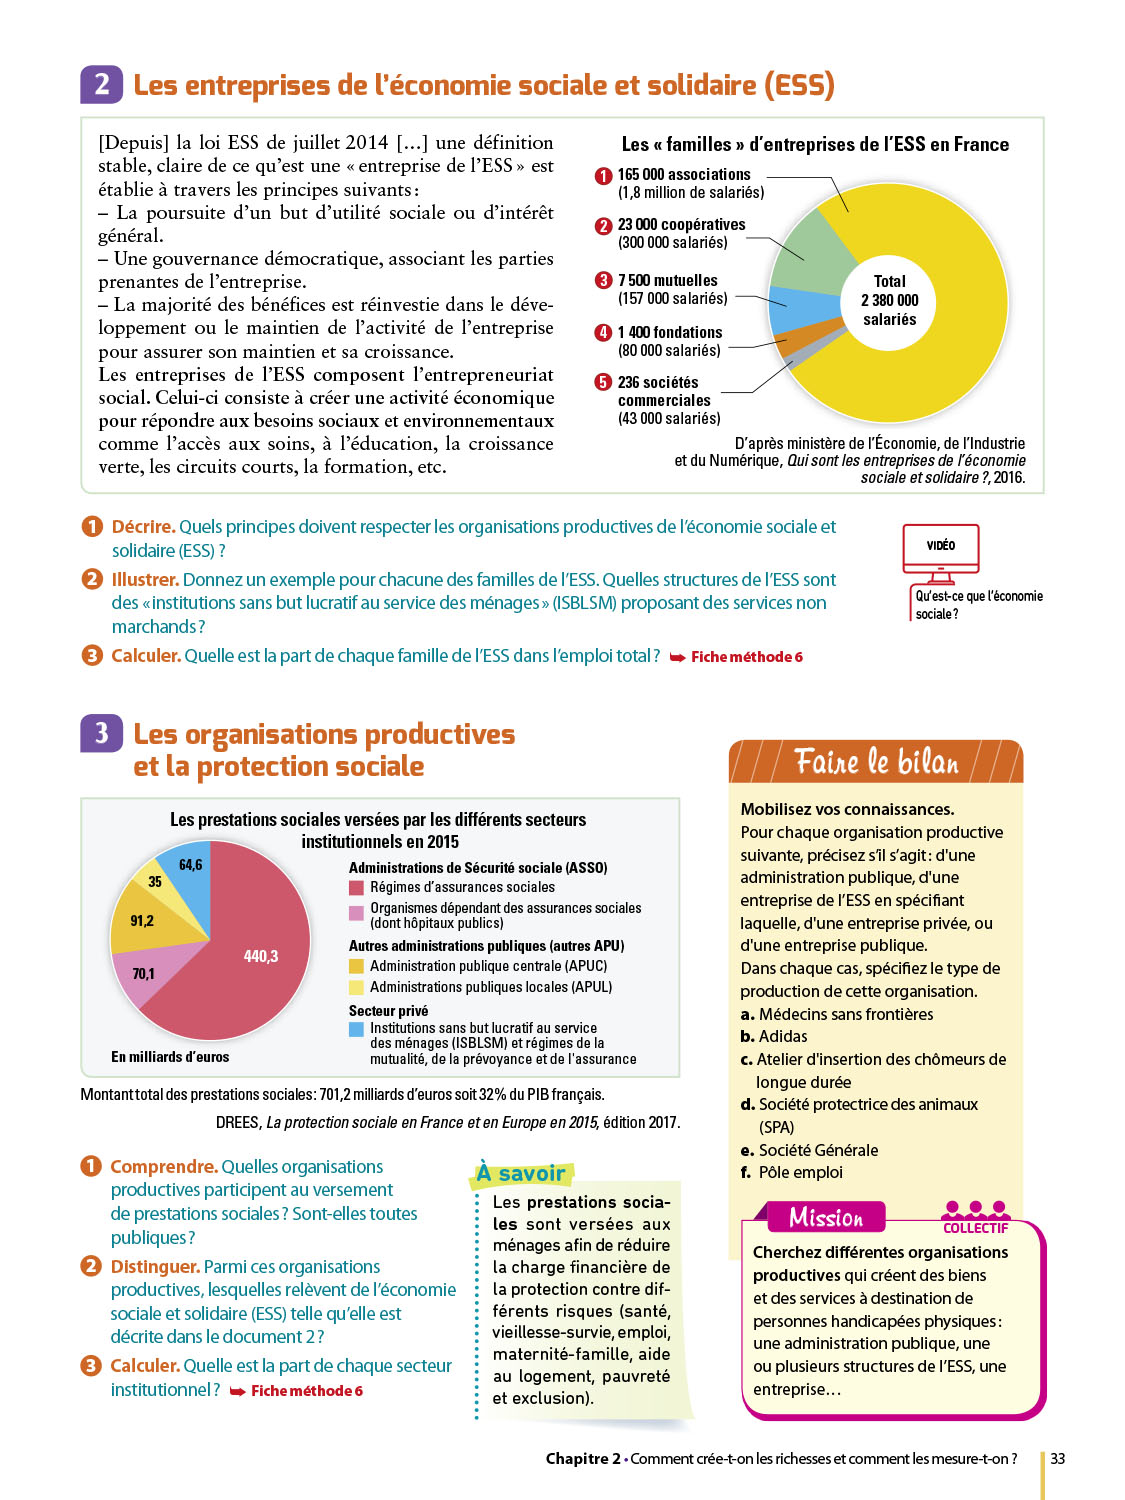 2 Les entreprises de l'économie sociale et solidaire (ESS)
[Depuis] la loi ESS de juillet 2014 [...] une définition
stable, claire de ce qu'est une « entreprise de l'ESS » est
établie à travers les principes suivants :
– La poursuite d'un but d'utilité sociale ou d'intérêt
général.
– Une gouvernance démocratique, associant les parties
prenantes de l'entreprise.
– La majorité des bénéfices est réinvestie dans le déve-
loppement ou le maintien de l'activité de l'entreprise
pour assurer son maintien et sa croissance.
Les entreprises de l'ESS composent l'entrepreneuriat
social. Celui-ci consiste à créer une activité économique
pour répondre aux besoins sociaux et environnementaux
comme l'accès aux soins, à l'éducation, la croissance
verte, les circuits courts, la formation, etc.
Les « familles » d'entreprises de l'ESS en France
1 165 000 associations
(1,8 million de salariés)
2 23 000 coopératives
(300 000 salariés)
3 7 500 mutuelles
(157 000 salariés)
4 1 400 fondations
(80 000 salariés)
5 236 sociétés
commerciales
(43 000 salariés)
Total
2 380 000
salariés
D'après ministère de l'Économie, de l'Industrie
et du Numérique, Qui sont les entreprises de l'économie
sociale et solidaire ?, 2016.
1 Décrire. Quels principes doivent respecter les organisations productives de l'économie sociale et
solidaire (ESS) ?
2 Illustrer. Donnez un exemple pour chacune des familles de l'ESS. Quelles structures de l'ESS sont
des « institutions sans but lucratif au service des ménages » (ISBLSM) proposant des services non
marchands ?
3 Calculer. Quelle est la part de chaque famille de l'ESS dans l'emploi total ? ➥ Fiche méthode 6
VIDÉO
Qu'est-ce que l'économie
sociale ?
3 Les organisations productives
et la protection sociale
Les prestations sociales versées par les différents secteurs
institutionnels en 2015
64,6
35
91,2
70,1
440,3
En milliards d'euros
Administrations de Sécurité sociale (ASSO)
Régimes d'assurances sociales
Organismes dépendant des assurances sociales
(dont hôpitaux publics)
Autres administrations publiques (autres APU)
Administration publique centrale (APUC)
Administrations publiques locales (APUL)
Secteur privé
Institutions sans but lucratif au service
des ménages (ISBLSM) et régimes de la
mutualité, de la prévoyance et de l'assurance
Montant total des prestations sociales : 701,2 milliards d'euros soit 32% du PIB français.
DREES, La protection sociale en France et en Europe en 2015, édition 2017.
1 Comprendre. Quelles organisations
productives participent au versement
de prestations sociales ? Sont-elles toutes
publiques ?
2 Distinguer. Parmi ces organisations
productives, lesquelles relèvent de l'économie
sociale et solidaire (ESS) telle qu'elle est
décrite dans le document 2 ?
3 Calculer. Quelle est la part de chaque secteur
institutionnel ? ➥ Fiche méthode 6
À savoir
Les prestations socia-
les sont versées aux
ménages afin de réduire
la charge financière de
la protection contre dif-
férents risques (santé,
vieillesse-survie, emploi,
maternité-famille, aide
au logement, pauvreté
et exclusion).
Faire le bilan
Mobilisez vos connaissances.
Pour chaque organisation productive
suivante, précisez s'il s'agit : d'une
administration publique, d'une
entreprise de l'ESS en spécifiant
laquelle, d'une entreprise privée, ou
d'une entreprise publique.
Dans chaque cas, spécifiez le type de
production de cette organisation.
a. Médecins sans frontières
b. Adidas
c. Atelier d'insertion des chômeurs de
longue durée
d. Société protectrice des animaux
(SPA)
e. Société Générale
f. Pôle emploi
Mission
COLLECTIF
Cherchez différentes organisations
productives qui créent des biens
et des services à destination de
personnes handicapées physiques :
une administration publique, une
ou plusieurs structures de l'ESS, une
entreprise...
Chapitre 2 • Comment crée-t-on les richesses et comment les mesure-t-on ? 33